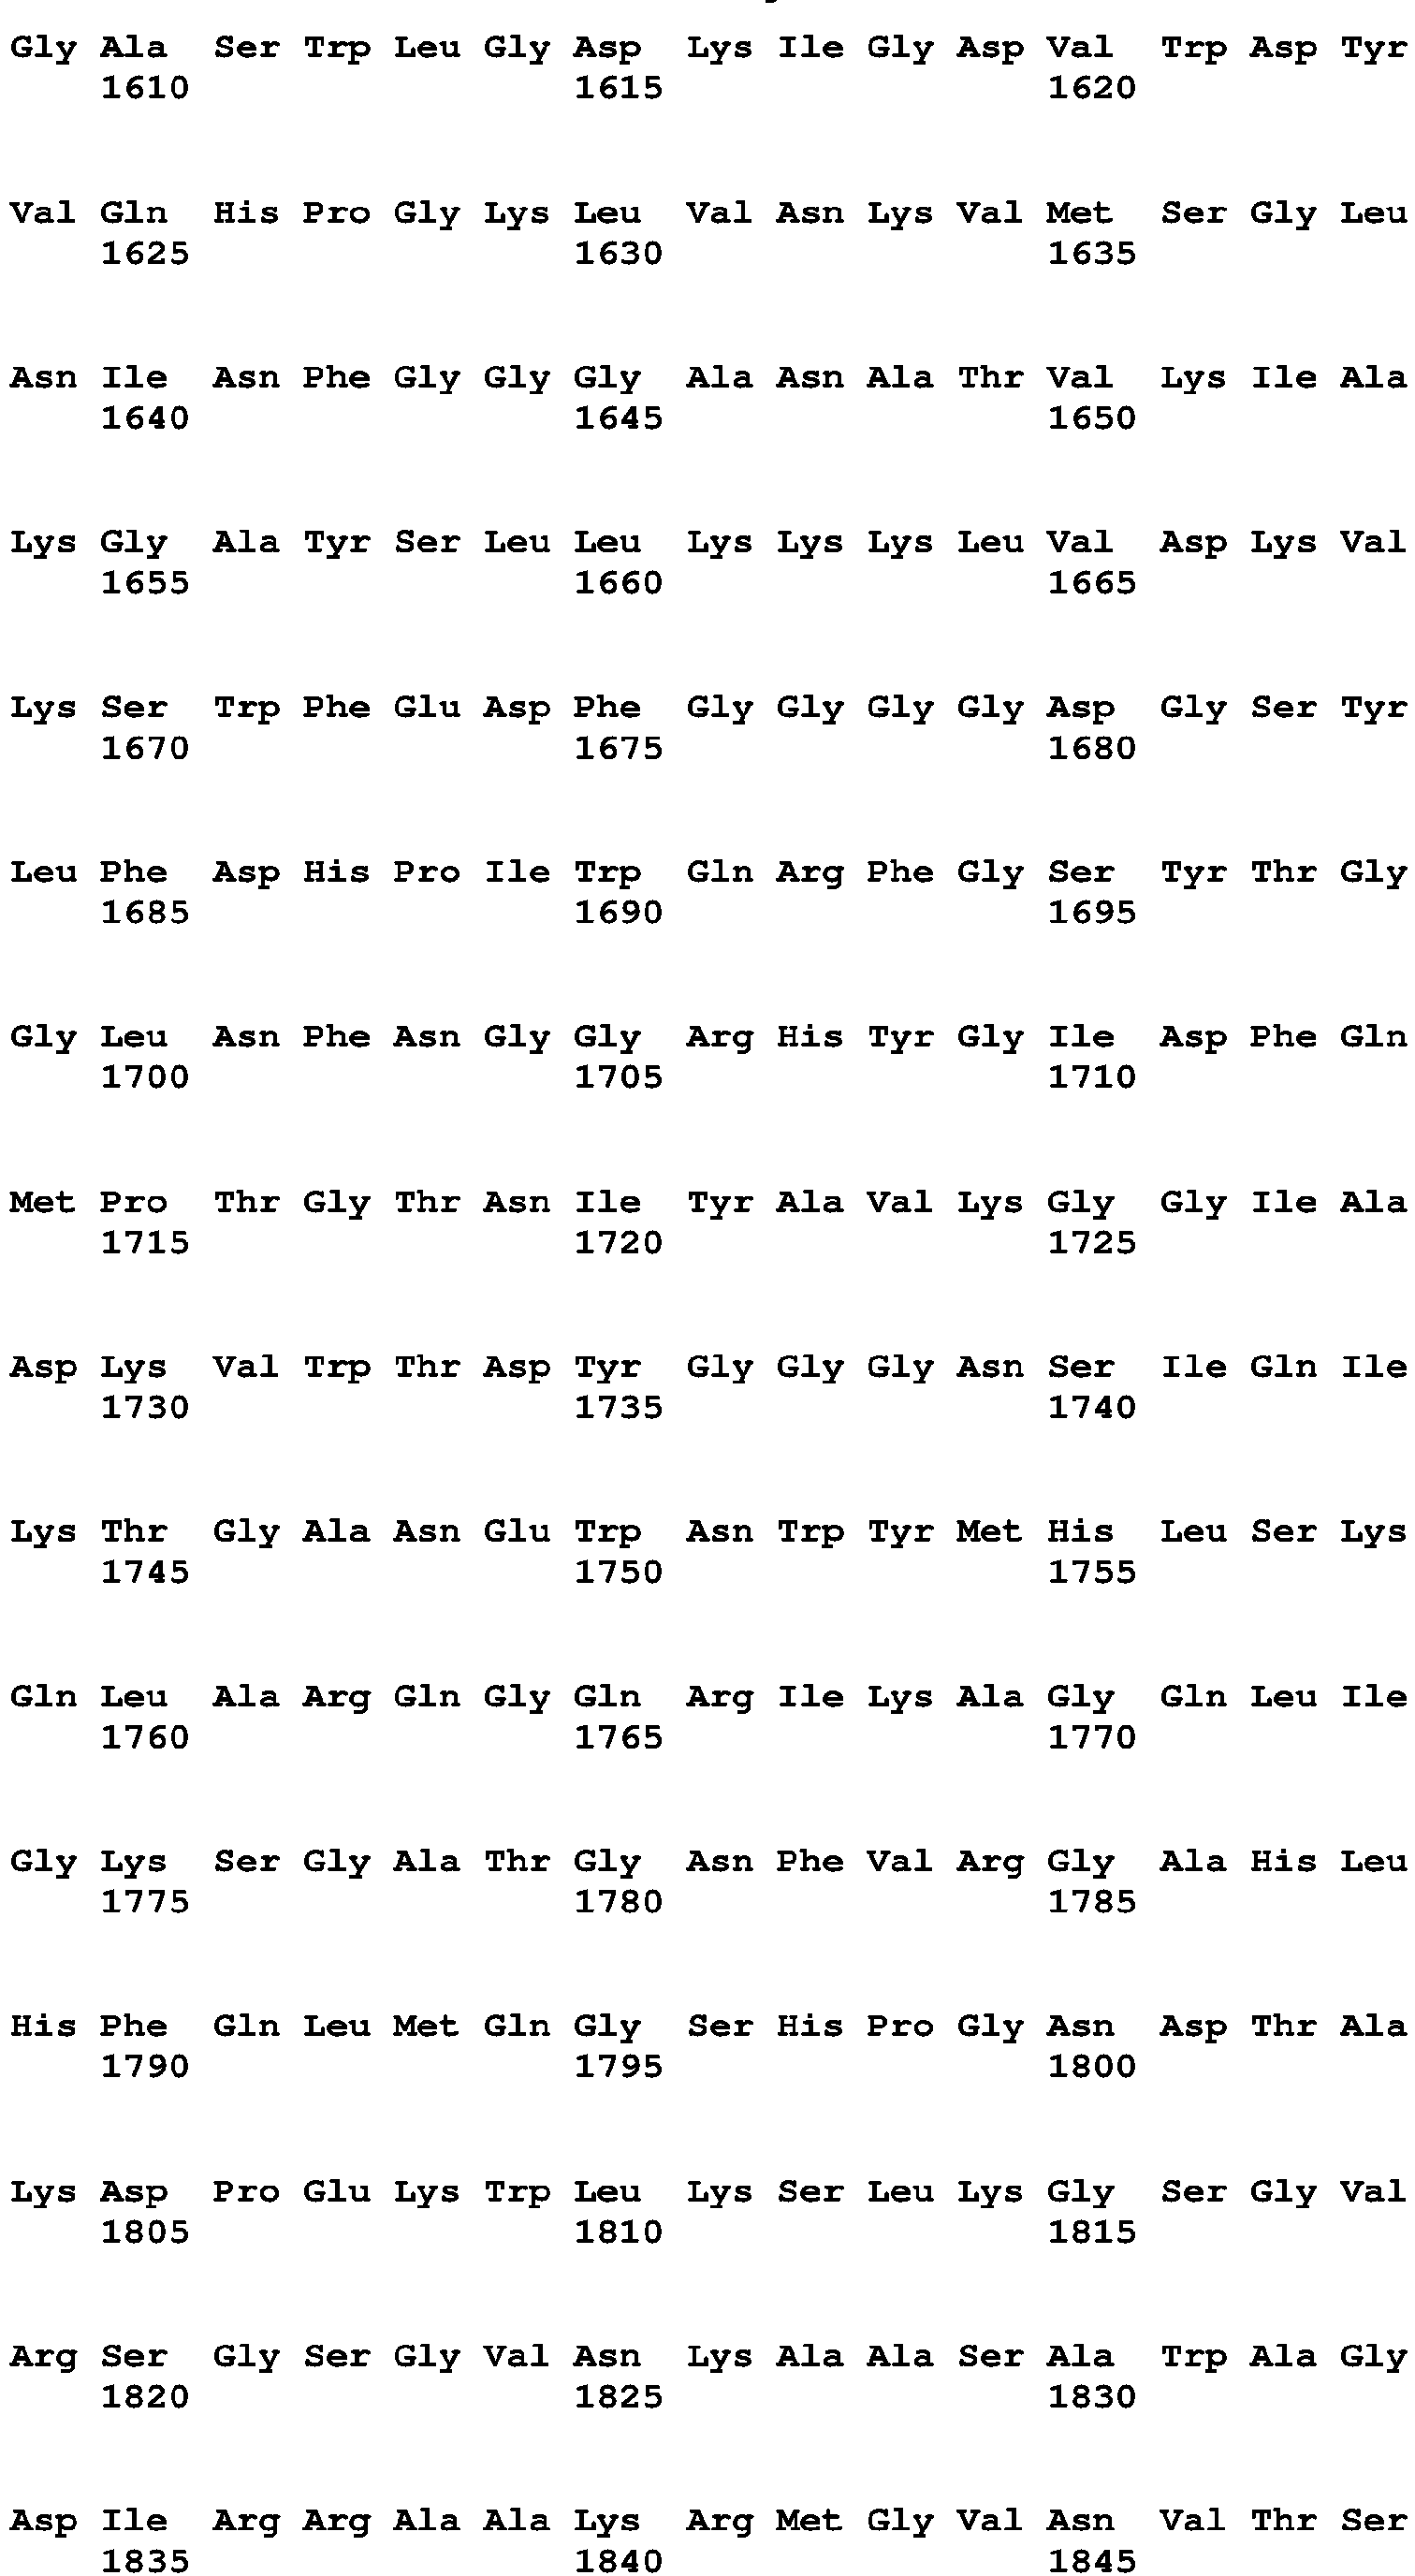 Gly Ala Ser Trp Leu Gly Asp Lys Ile Gly Asp Val Trp Asp Tyr
1610 1615 1620
Val Gln His Pro Gly Lys Leu Val Asn Lys Val Met Ser Gly Leu
1625 1630 1635
Asn Ile Asn Phe Gly Gly Gly Ala Asn Ala Thr Val Lys Ile Ala
1640 1645 1650
Lys Gly Ala Tyr Ser Leu Leu Lys Lys Lys Leu Val Asp Lys Val
1655 1660 1665
Lys Ser Trp Phe Glu Asp Phe Gly Gly Gly Gly Asp Gly Ser Tyr
1670 1675 1680
Leu Phe Asp His Pro Ile Trp Gln Arg Phe Gly Ser Tyr Thr Gly
1685 1690 1695
Gly Leu Asn Phe Asn Gly Gly Arg His Tyr Gly Ile Asp Phe Gln
1700 1705 1710
Met Pro Thr Gly Thr Asn Ile Tyr Ala Val Lys Gly Gly Ile Ala
1715 1720 1725
Asp Lys Val Trp Thr Asp Tyr Gly Gly Gly Asn Ser Ile Gln Ile
1730 1735 1740
Lys Thr Gly Ala Asn Glu Trp Asn Trp Tyr Met His Leu Ser Lys
1745 1750 1755
Gln Leu Ala Arg Gln Gly Gln Arg Ile Lys Ala Gly Gln Leu Ile
1760 1765 1770
Gly Lys Ser Gly Ala Thr Gly Asn Phe Val Arg Gly Ala His Leu
1775 1780 1785
His Phe Gln Leu Met Gln Gly Ser His Pro Gly Asn Asp Thr Ala
1790 1795 1800
Lys Asp Pro Glu Lys Trp Leu Lys Ser Leu Lys Gly Ser Gly Val
1805 1810 1815
Arg Ser Gly Ser Gly Val Asn Lys Ala Ala Ser Ala Trp Ala Gly
1820 1825 1830
Asp Ile Arg Arg Ala Ala Lys Arg Met Gly Val Asn Val Thr Ser
1835 1840 1845